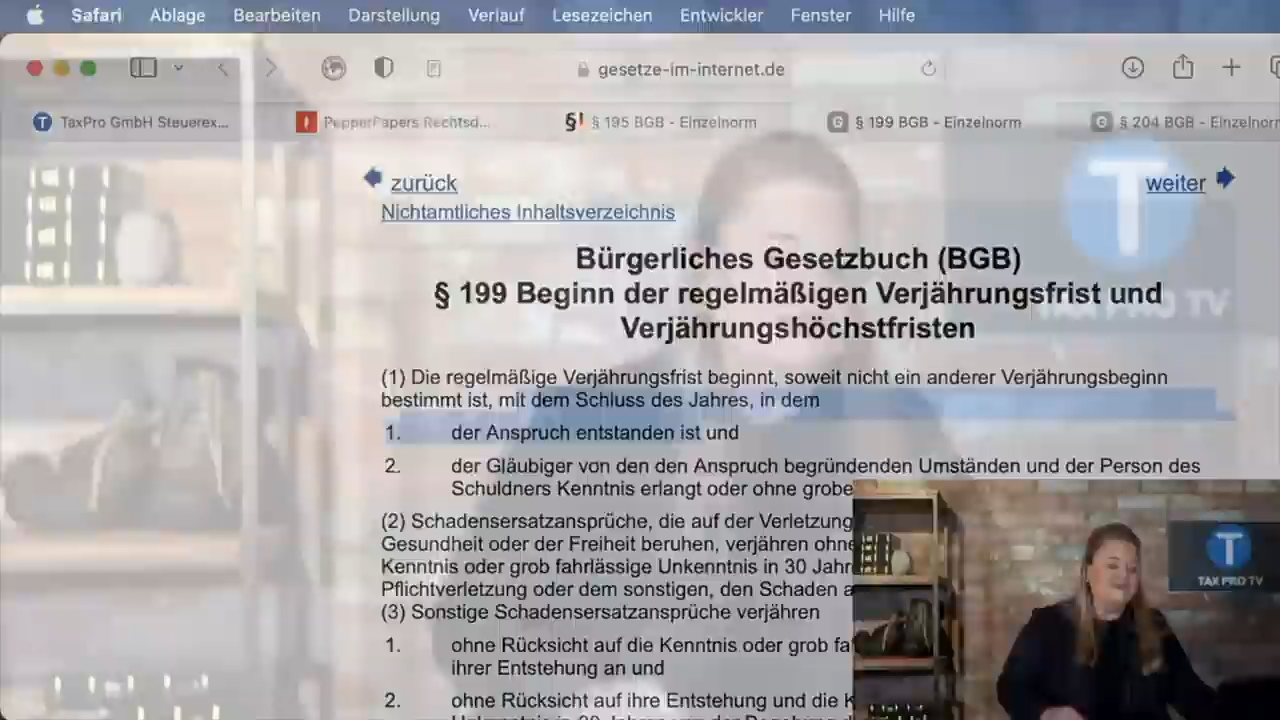 Safari Ablage Bearbeiten Darstellung Verlauf Lesezeichen Entwickler Fenster Hilfe
gesetze-im-internet.de
TaxPro GmbH Steuerex... PepperPapers Rechtsd... § 195 BGB - Einzelnorm § 199 BGB - Einzelnorm § 204 BGB - Einzelnorm
zurück weiter
Nichtamtliches Inhaltsverzeichnis
Bürgerliches Gesetzbuch (BGB)
§ 199 Beginn der regelmäßigen Verjährungsfrist und
Verjährungshöchstfristen
TAX PRO TV
(1) Die regelmäßige Verjährungsfrist beginnt, soweit nicht ein anderer Verjährungsbeginn
bestimmt ist, mit dem Schluss des Jahres, in dem
1. der Anspruch entstanden ist und
2. der Gläubiger von den den Anspruch begründenden Umständen und der Person des
Schuldners Kenntnis erlangt oder ohne grobe
(2) Schadensersatzansprüche, die auf der Verletzung
Gesundheit oder der Freiheit beruhen, verjähren ohne
Kenntnis oder grob fahrlässige Unkenntnis in 30 Jahr
Pflichtverletzung oder dem sonstigen, den Schaden a
(3) Sonstige Schadensersatzansprüche verjähren
1. ohne Rücksicht auf die Kenntnis oder grob fa
ihrer Entstehung an und
2. ohne Rücksicht auf ihre Entstehung und die K
T
TAX PRO TV